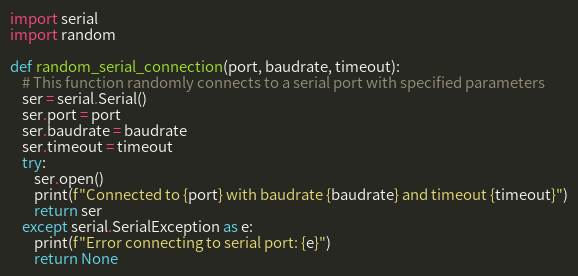 import serial
import random

def random_serial_connection(port, baudrate, timeout):
    # This function randomly connects to a serial port with specified parameters
    ser = serial.Serial()
    ser.port = port
    ser.baudrate = baudrate
    ser.timeout = timeout
    try:
        ser.open()
        print(f"Connected to {port} with baudrate {baudrate} and timeout {timeout}")
        return ser
    except serial.SerialException as e:
        print(f"Error connecting to serial port: {e}")
        return None